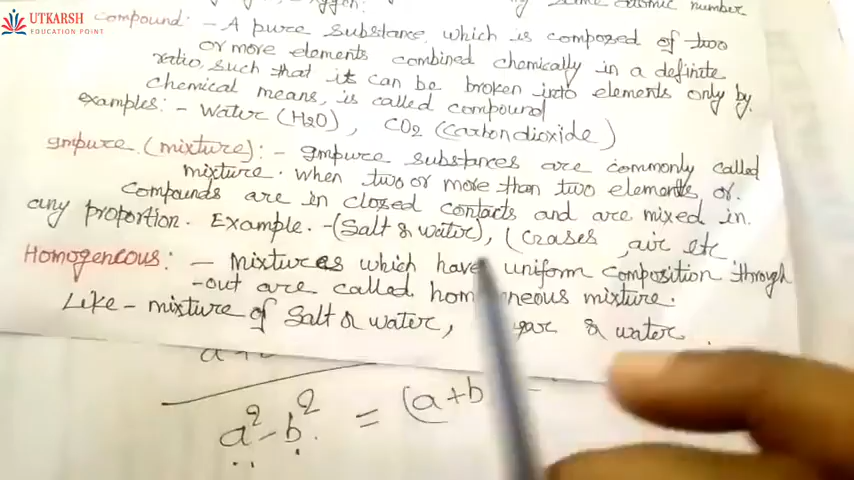 UTKARSH
EDUCATION POINT
same atomic number
compound: - A pure substance, which is composed of two
or more elements combined chemically in a definite
ratio, such that it can be broken into elements only by
chemical means, is called compound
examples: - Water (H2O) , CO2 (Carbondioxide)
Impure (mixture): - Impure substances are commonly called
mixture. when two or more than two elements or
compounds are in closed contacts and are mixed in
any proportion. Example. - (Salt & water), (Grases , air etc
Homogeneous: - mixtures which have uniform composition through
-out are called mixture.
Like - mixture of Salt & water, & water .
a² - b² = (a+b